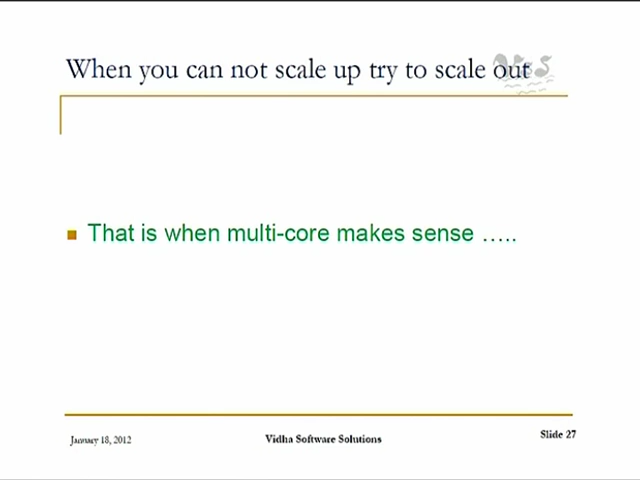 When you can not scale up try to scale out
That is when multi-core makes sense …..
January 18, 2012
Vidha Software Solutions
Slide 27